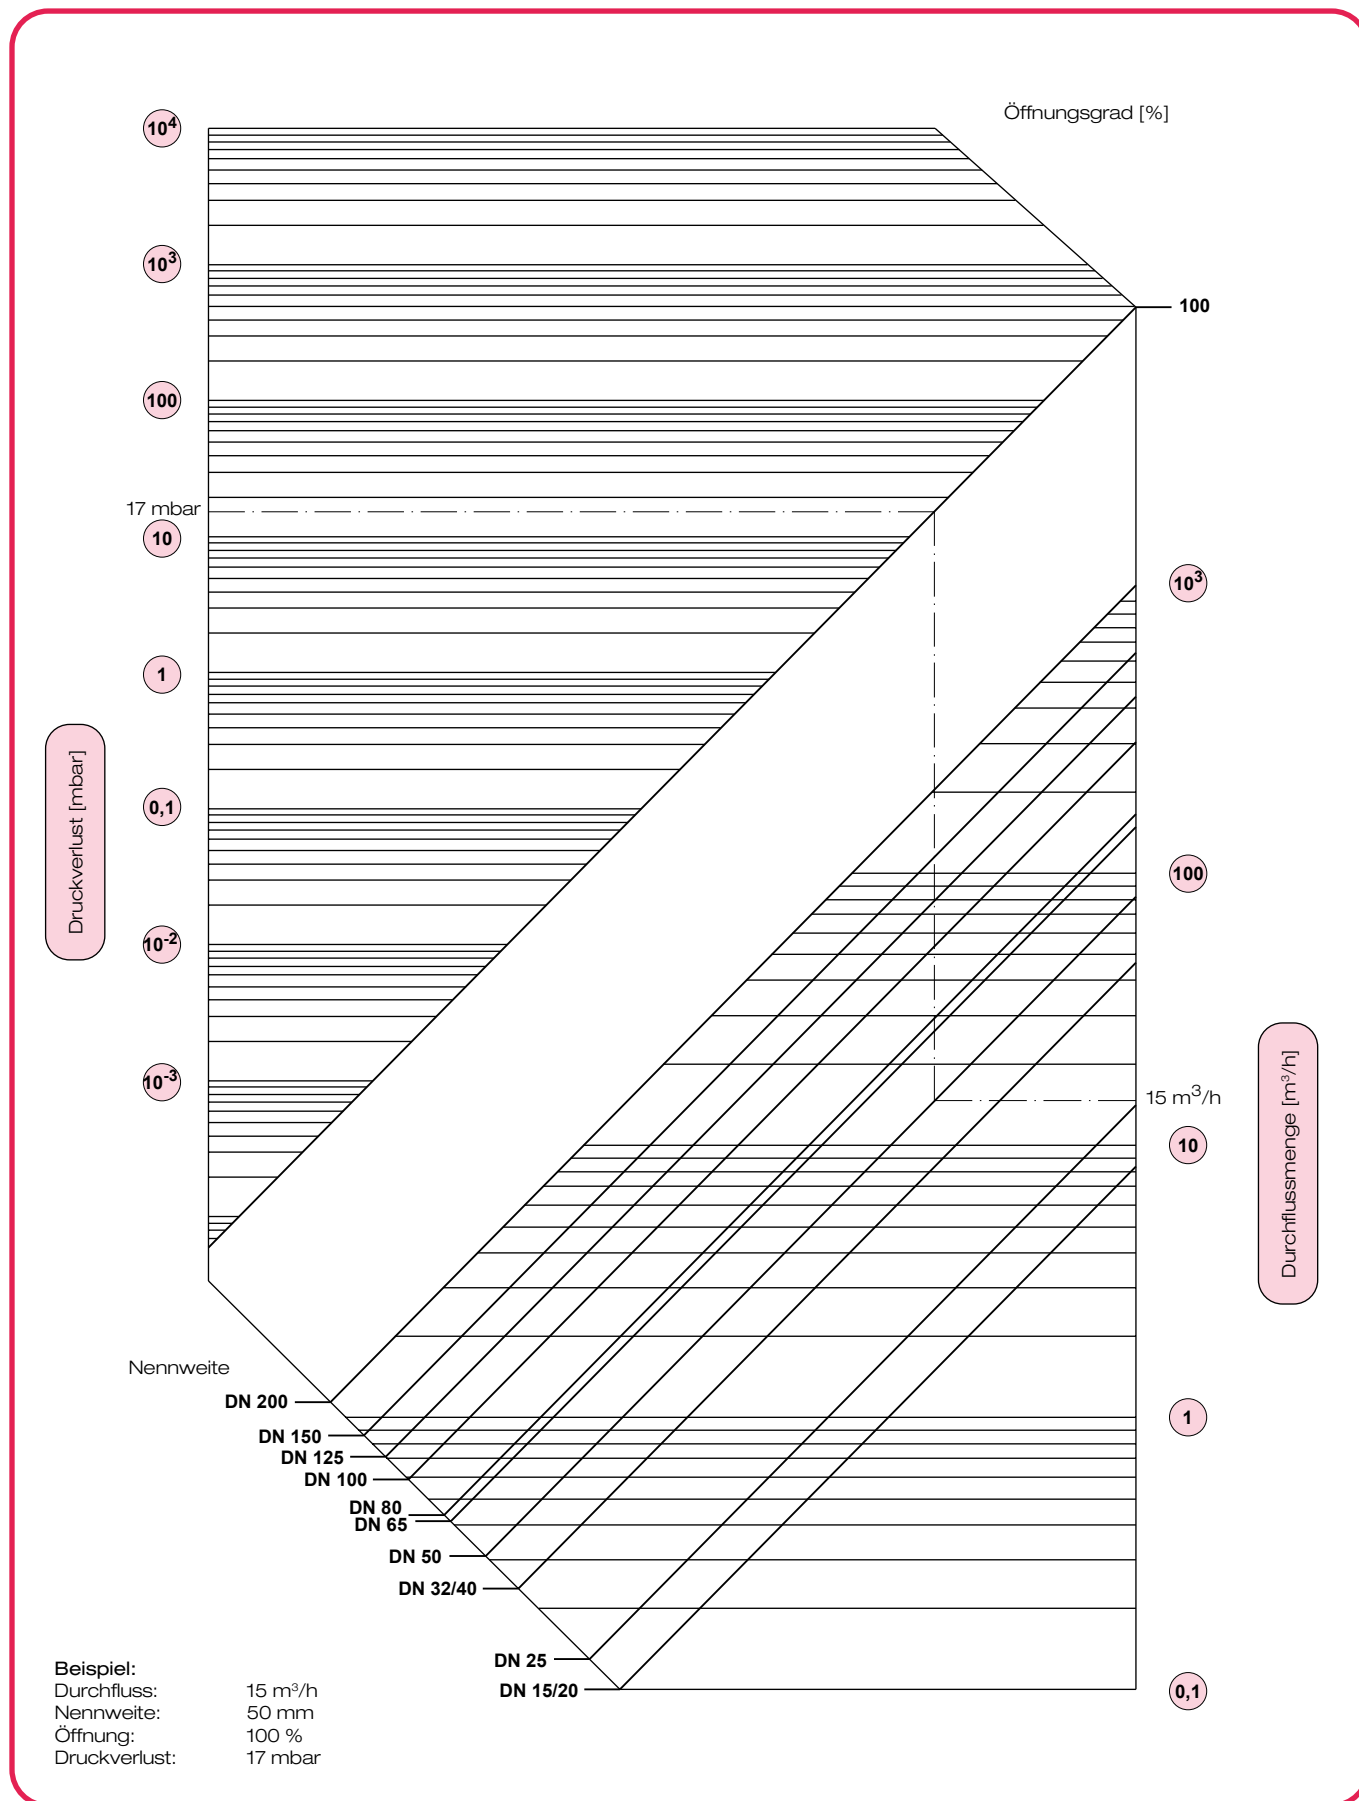 Öffnungsgrad [%]
10⁴
10³
100
100
17 mbar
10
10³
1
Druckverlust [mbar]
0,1
100
10⁻²
10⁻³
15 m³/h
10
Durchflussmenge [m³/h]
Nennweite
DN 200
1
DN 150
DN 125
DN 100
DN 80
DN 65
DN 50
DN 32/40
DN 25
DN 15/20
0,1
Beispiel:
Durchfluss: 15 m³/h
Nennweite: 50 mm
Öffnung: 100 %
Druckverlust: 17 mbar